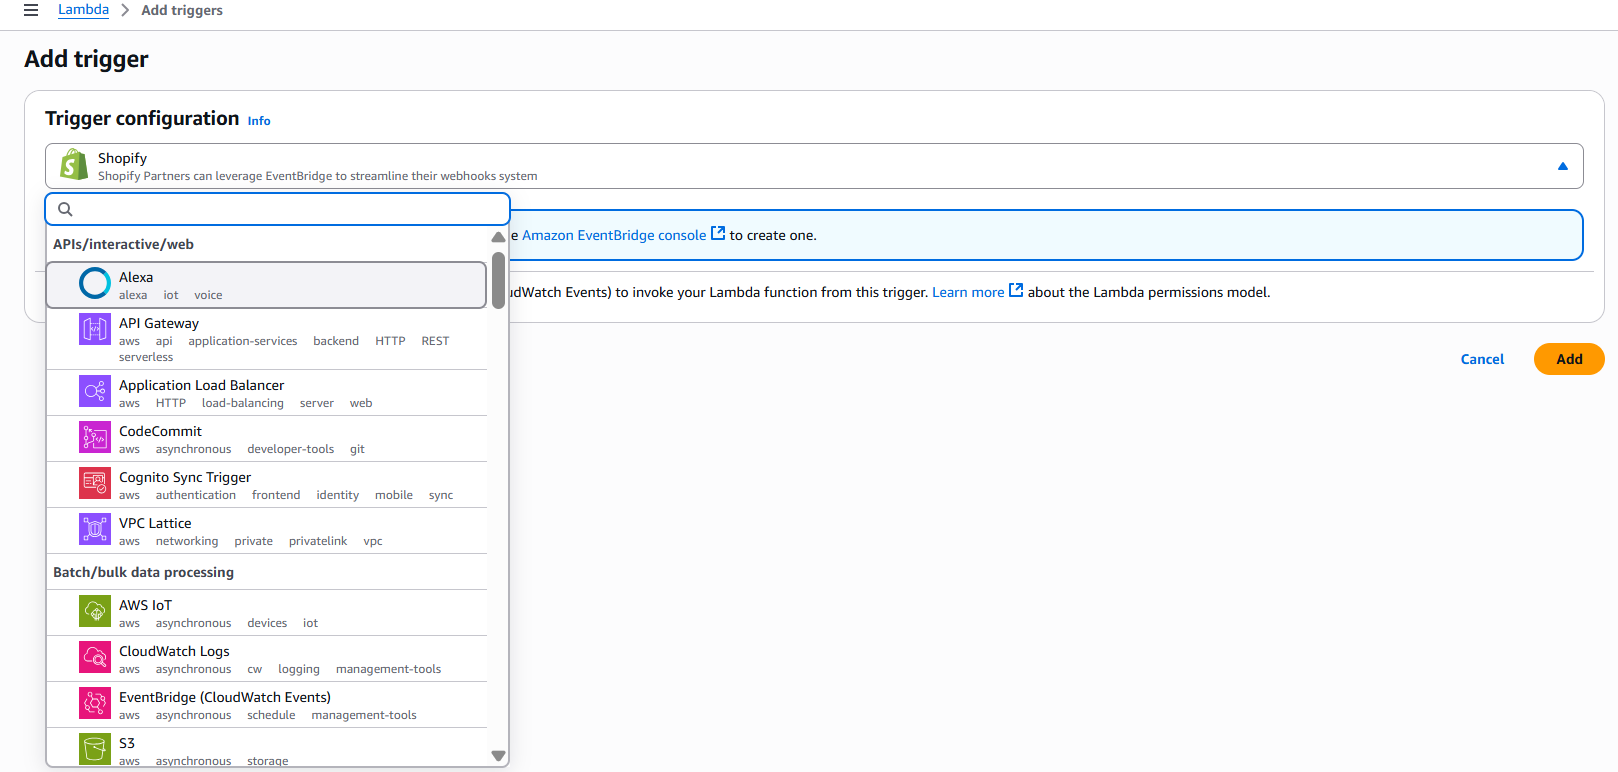 Lambda > Add triggers
Add trigger
Trigger configuration Info
Shopify
Shopify Partners can leverage EventBridge to streamline their webhooks system
Amazon EventBridge console to create one.
CloudWatch Events) to invoke your Lambda function from this trigger. Learn more about the Lambda permissions model.
Cancel Add
APIs/interactive/web
Alexa
alexa iot voice
API Gateway
aws api application-services backend HTTP REST
serverless
Application Load Balancer
aws HTTP load-balancing server web
CodeCommit
aws asynchronous developer-tools git
Cognito Sync Trigger
aws authentication frontend identity mobile sync
VPC Lattice
aws networking private privatelink vpc
Batch/bulk data processing
AWS IoT
aws asynchronous devices iot
CloudWatch Logs
aws asynchronous cw logging management-tools
EventBridge (CloudWatch Events)
aws asynchronous schedule management-tools
S3
aws asynchronous storage